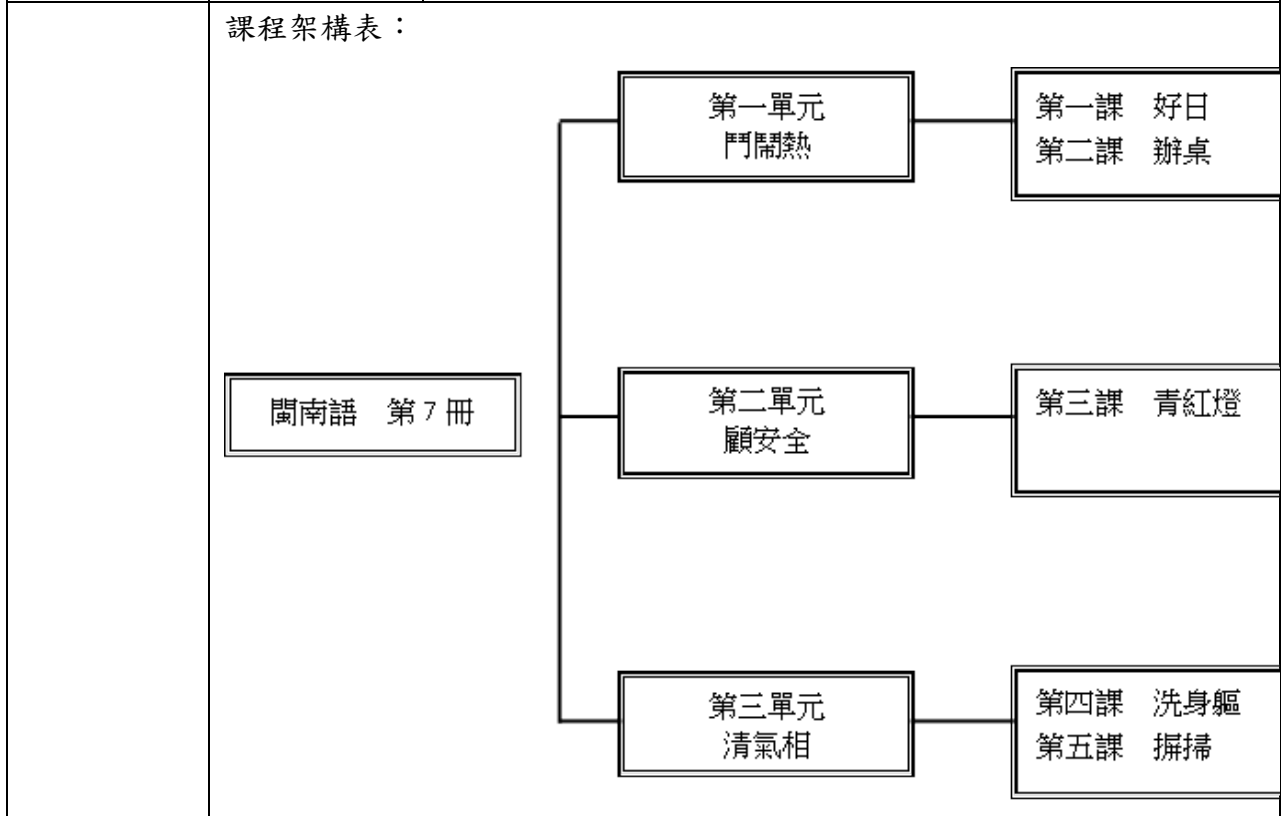 課程架構表：
第一單元
鬥鬧熱
第一課　好日
第二課　辦桌
閩南語　第7冊
第二單元
顧安全
第三課　青紅燈
第三單元
清氣相
第四課　洗身軀
第五課　摒掃